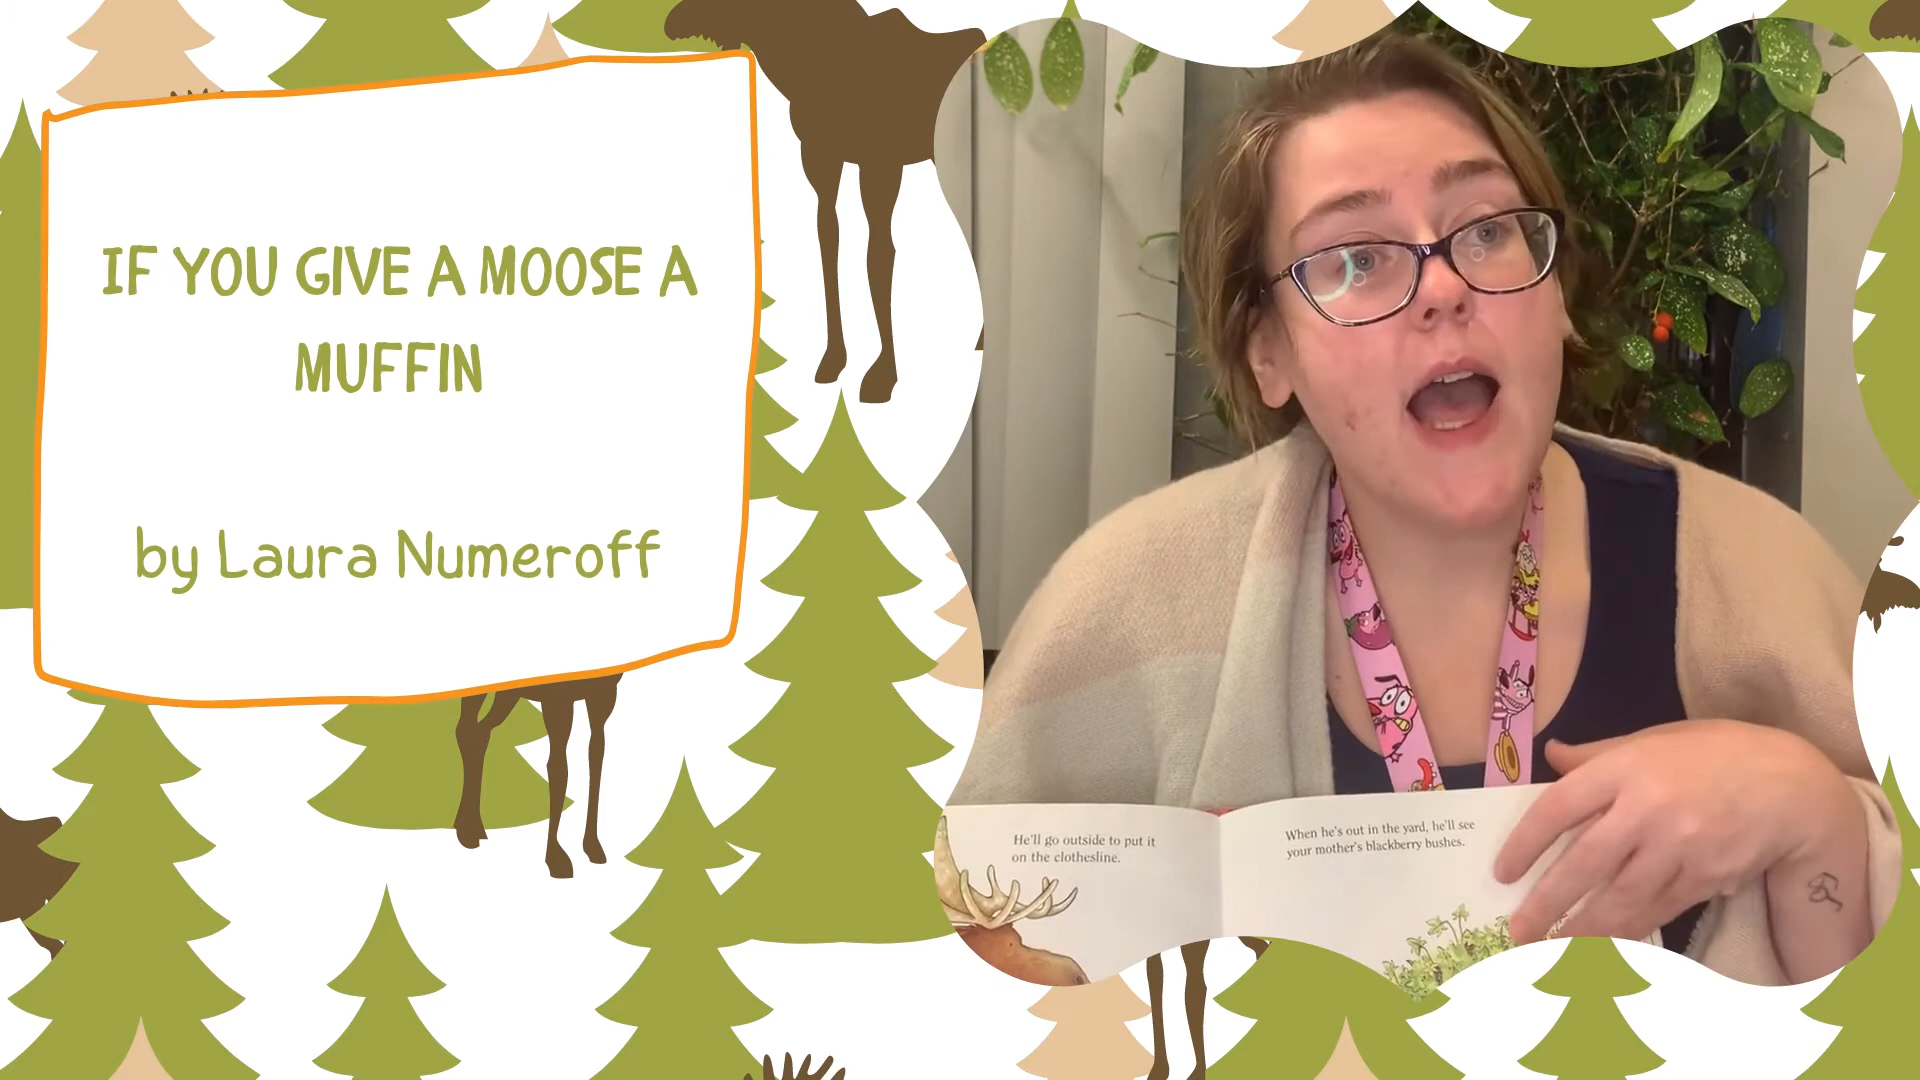 IF YOU GIVE A MOOSE A
MUFFIN
by Laura Numeroff
He'll go outside to put it
on the clothesline.
When he's out in the yard, he'll see
your mother's blackberry bushes.